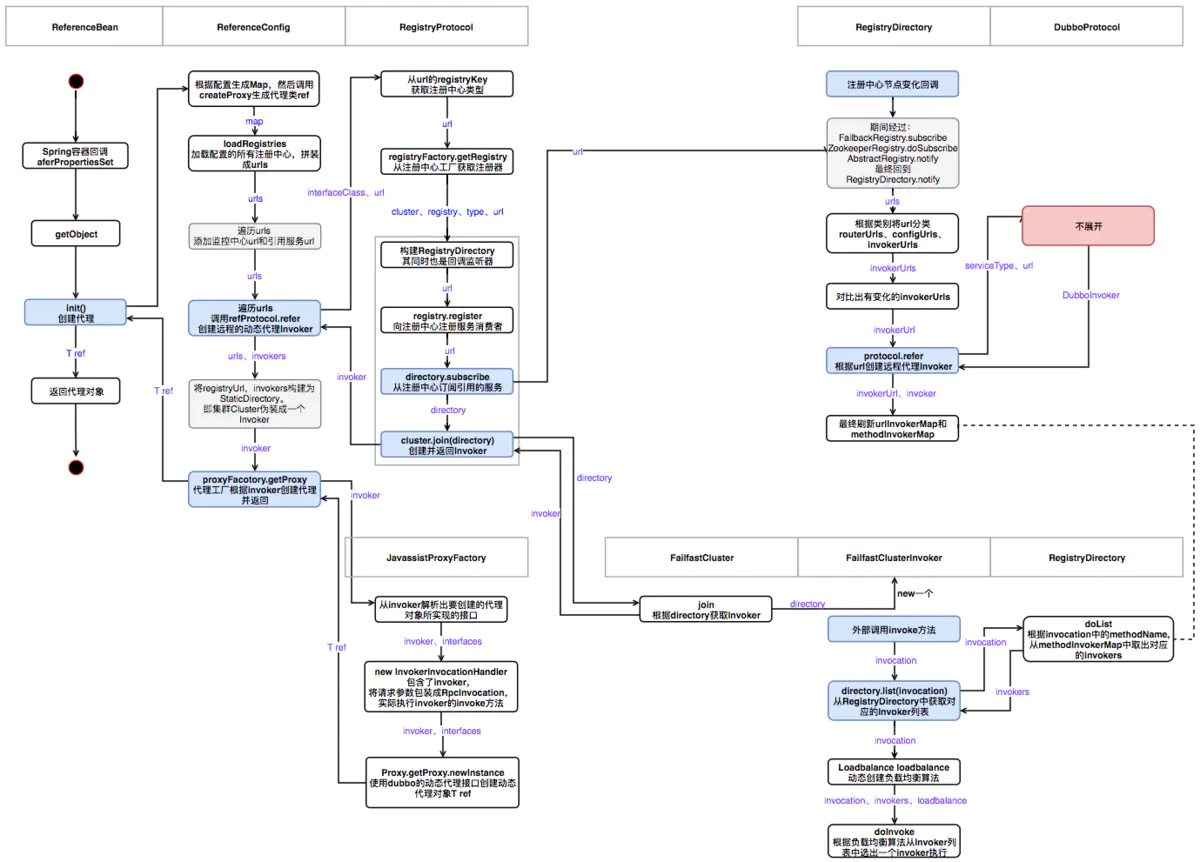 ReferenceBean
ReferenceConfig
RegistryProtocol
RegistryDirectory
DubboProtocol
Spring容器回调
aferPropertiesSet
getObject
init()
创建代理
T ref
返回代理对象
根据配置生成Map，然后调用
createProxy生成代理类ref
map
loadRegistries
加载配置的所有注册中心，拼装
成urls
urls
遍历urls
添加监控中心url和引用服务url
urls
遍历urls
调用refProtocol.refer
创建远程的动态代理Invoker
urls、invokers
将registryUrl、invokers构建为
StaticDirectory。
即集群Cluster伪装成一个
Invoker
invoker
proxyFacotory.getProxy
代理工厂根据invoker创建代理
并返回
T ref
interfaceClass、url
invoker
从url的registryKey
获取注册中心类型
url
registryFactory.getRegistry
从注册中心工厂获取注册器
cluster、registry、type、url
构建RegistryDirectory
其同时也是回调监听器
url
registry.register
向注册中心注册服务消费者
url
directory.subscribe
从注册中心订阅引用的服务
directory
cluster.join(directory)
创建并返回Invoker
url
directory
invoker
invoker
注册中心节点变化回调
期间经过：
FailbackRegistry.subscribe
ZookeeperRegistry.doSubscribe
AbstractRegistry.notify
最终回到
RegistryDirectory.notify
urls
根据类别将url分类
routerUrls、configUrls、
invokerUrls
invokerUrls
对比出有变化的invokerUrls
invokerUrl
protocol.refer
根据url创建远程代理Invoker
invokerUrl、invoker
最终刷新urlInvokerMap和
methodInvokerMap
serviceType、url
不展开
DubboInvoker
JavassistProxyFactory
从invoker解析出要创建的代理
对象所实现的接口
invoker、interfaces
new InvokerInvocationHandler
包含了invoker，
将请求参数包装成RpcInvocation，
实际执行invoker的invoke方法
invoker、interfaces
Proxy.getProxy.newInstance
使用dubbo的动态代理接口创建动态
代理对象T ref
T ref
FailfastCluster
FailfastClusterInvoker
RegistryDirectory
join
根据directory获取Invoker
directory
new一个
外部调用invoke方法
invocation
directory.list(invocation)
从RegistryDirectory中获取对
应的Invoker列表
invocation
invokers
doList
根据invocation中的methodName,
从methodInvokerMap中取出对应
的invokers
invocation
Loadbalance loadbalance
动态创建负载均衡算法
invocation、invokers、loadbalance
doInvoke
根据负载均衡算法从Invoker列
表中选出一个invoker执行